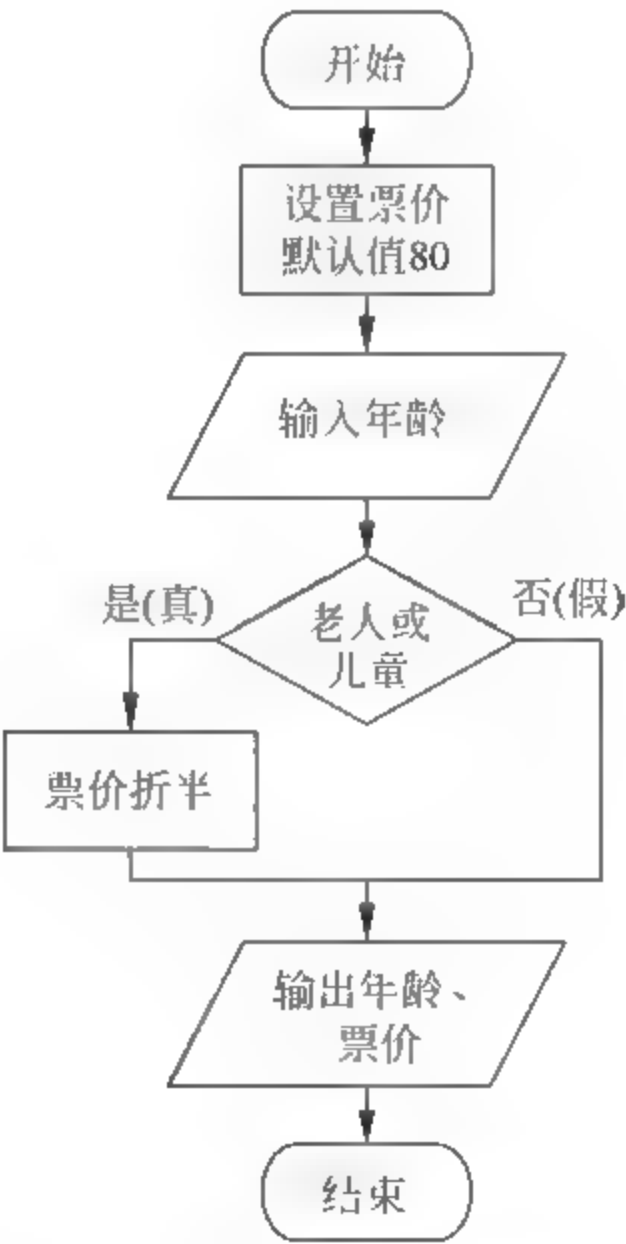 开始
设置票价
默认值80
输入年龄
是(真)
否(假)
老人或
儿童
票价折半
输出年龄、
票价
结束